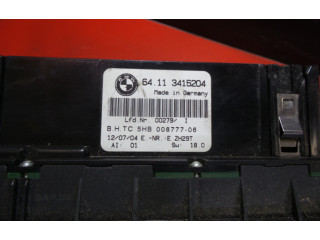 BMW
64.11 3415204
Made in Germany
Lfd.Nr. 00279/ I
B.H.TC 5HB 008777-06
12/07/04 E.-NR.-E ZH29T
AI: 01 Sw: 18.0